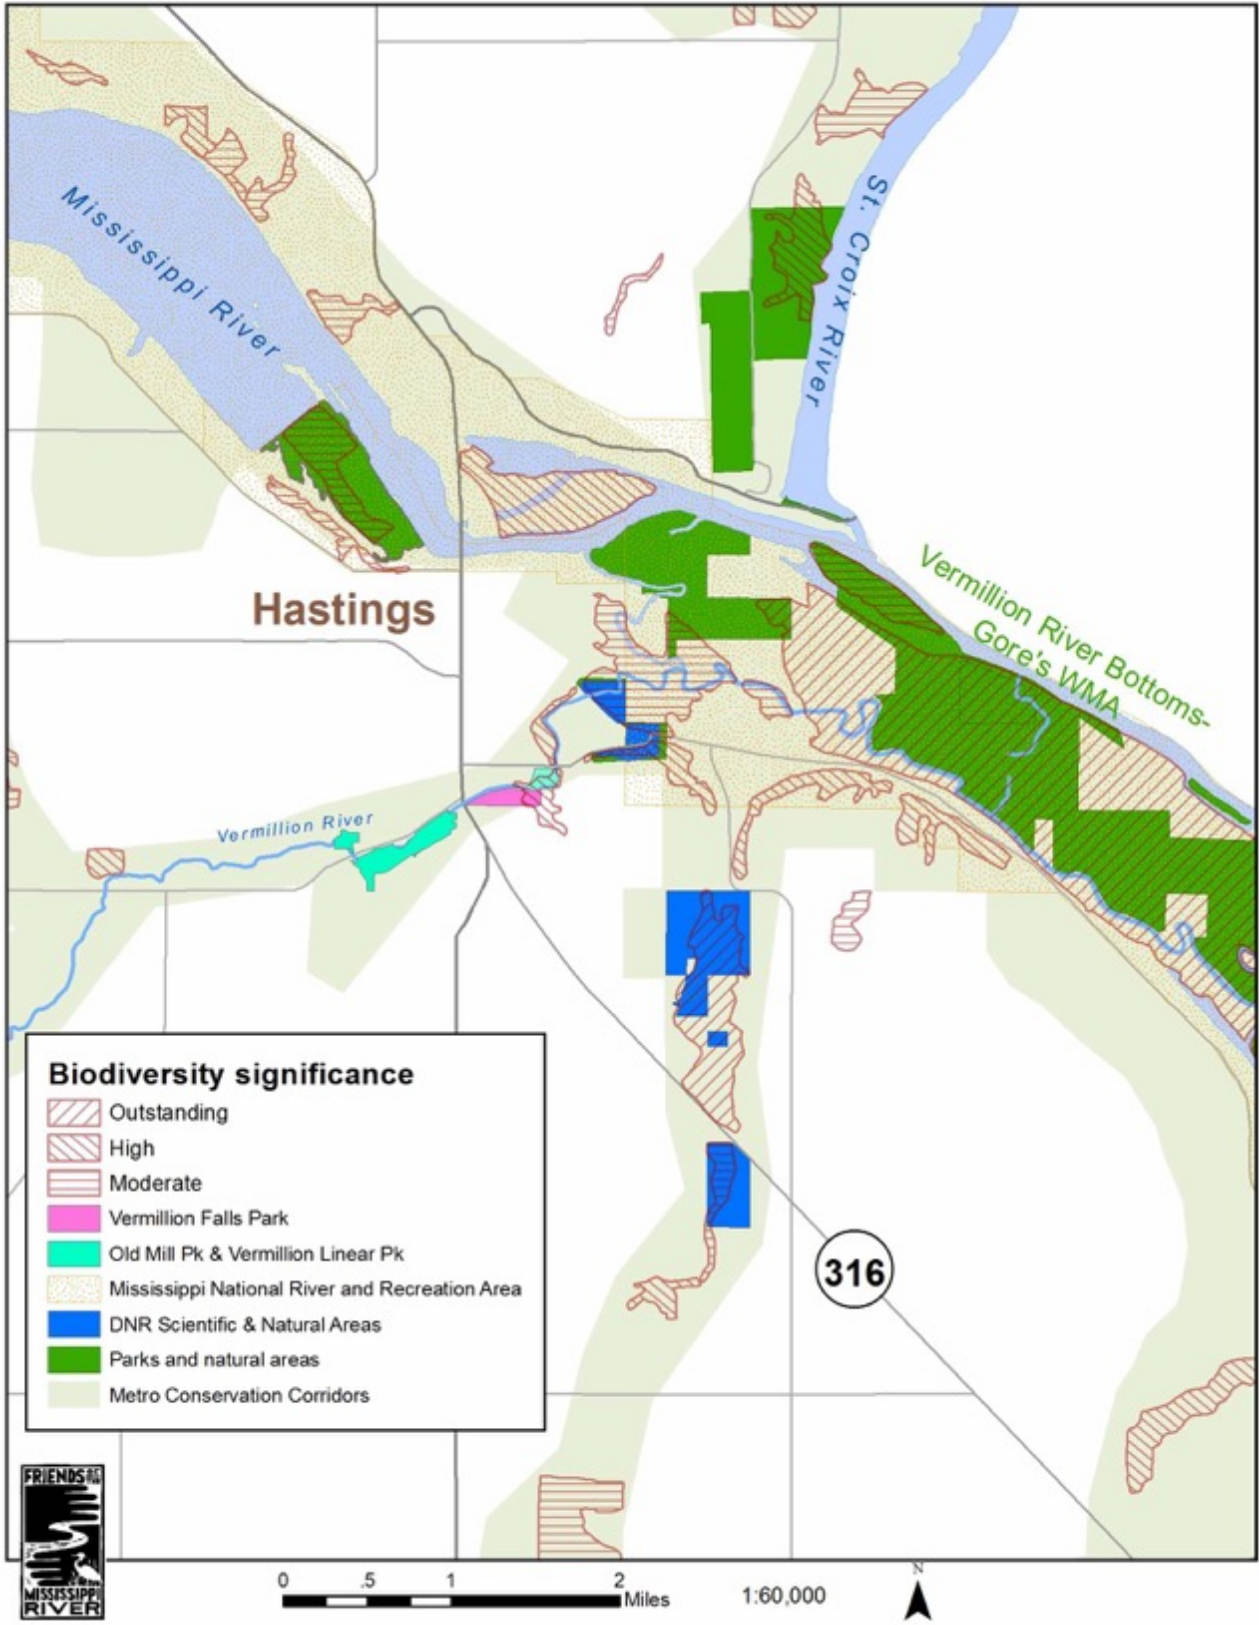 Mississippi River
St. Croix River
Vermillion River Bottoms-
Gore's WMA
Hastings
Vermillion River
316
Biodiversity significance
Outstanding
High
Moderate
Vermillion Falls Park
Old Mill Pk & Vermillion Linear Pk
Mississippi National River and Recreation Area
DNR Scientific & Natural Areas
Parks and natural areas
Metro Conservation Corridors
FRIENDS OF THE
MISSISSIPPI
RIVER
0 .5 1 2 Miles
1:60,000
N